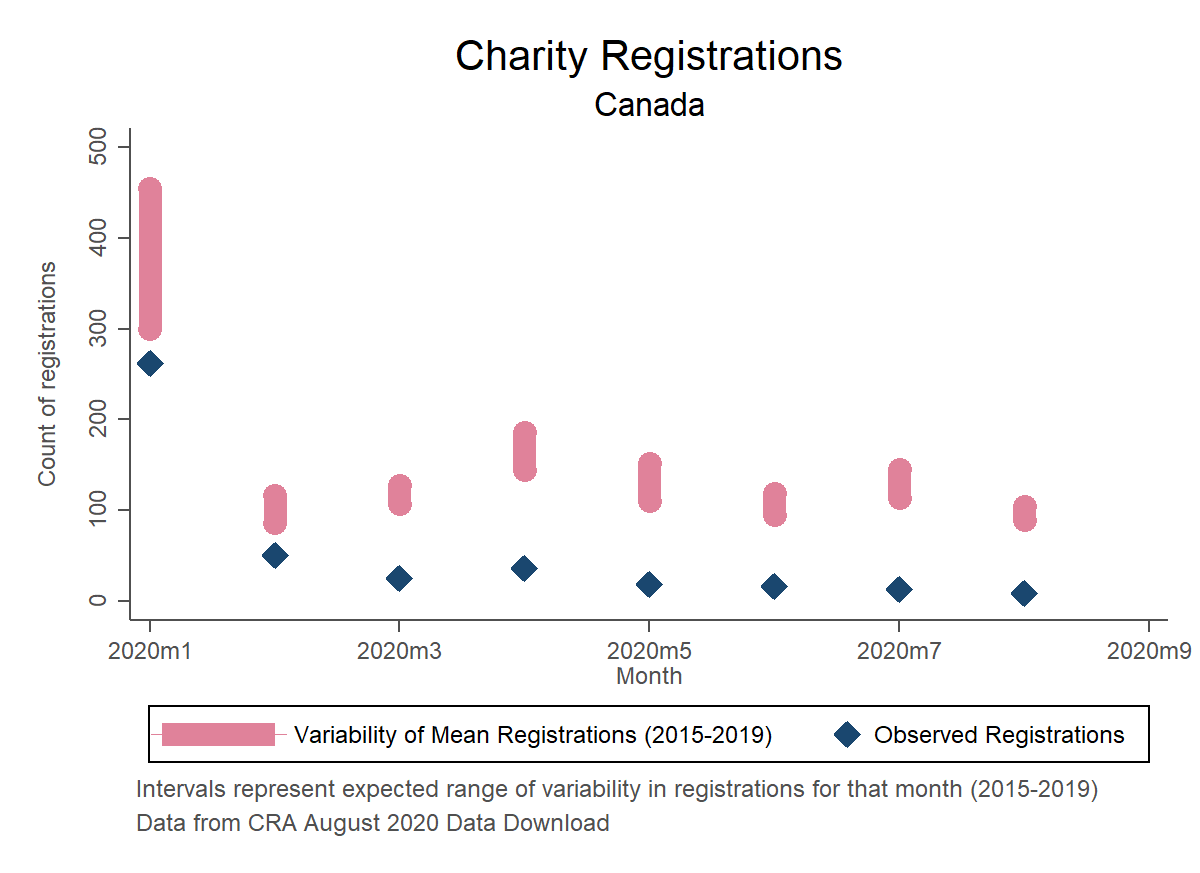 Charity Registrations
Canada
500
400
300
200
100
0
Count of registrations
2020m1 2020m3 2020m5 2020m7 2020m9
Month
Variability of Mean Registrations (2015-2019) Observed Registrations
Intervals represent expected range of variability in registrations for that month (2015-2019)
Data from CRA August 2020 Data Download